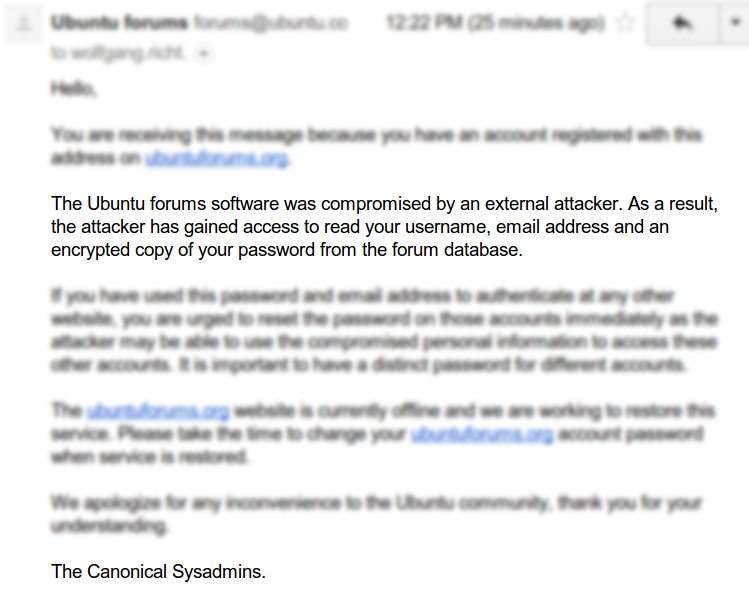 Ubuntu forums forums@ubuntu.co 12:22 PM (25 minutes ago)
to wolfgang.richt.
Hello,
You are receiving this message because you have an account registered with this
address on ubuntuforums.org.
The Ubuntu forums software was compromised by an external attacker. As a result,
the attacker has gained access to read your username, email address and an
encrypted copy of your password from the forum database.
If you have used this password and email address to authenticate at any other
website, you are urged to reset the password on those accounts immediately as the
attacker may be able to use the compromised personal information to access these
other accounts. It is important to have a distinct password for different accounts.
The ubuntuforums.org website is currently offline and we are working to restore this
service. Please take the time to change your ubuntuforums.org account password
when service is restored.
We apologize for any inconvenience to the Ubuntu community, thank you for your
understanding.
The Canonical Sysadmins.